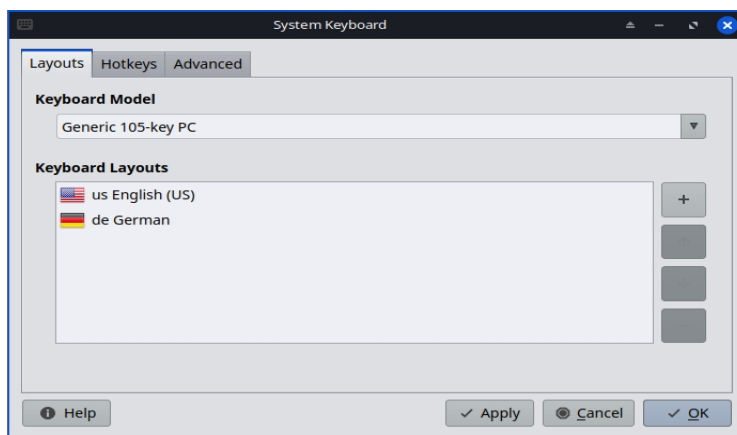 System Keyboard
Layouts Hotkeys Advanced
Keyboard Model
Generic 105-key PC
Keyboard Layouts
us English (US)
de German
Help Apply Cancel OK